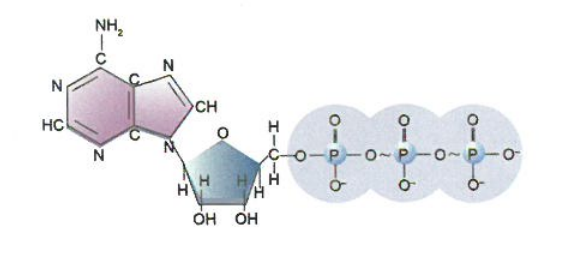 NH₂
C
N C N
HC CH
C
N N
O H O O O
C O P O ~ P O ~ P O⁻
H H H H H O⁻ O⁻ O⁻
OH OH